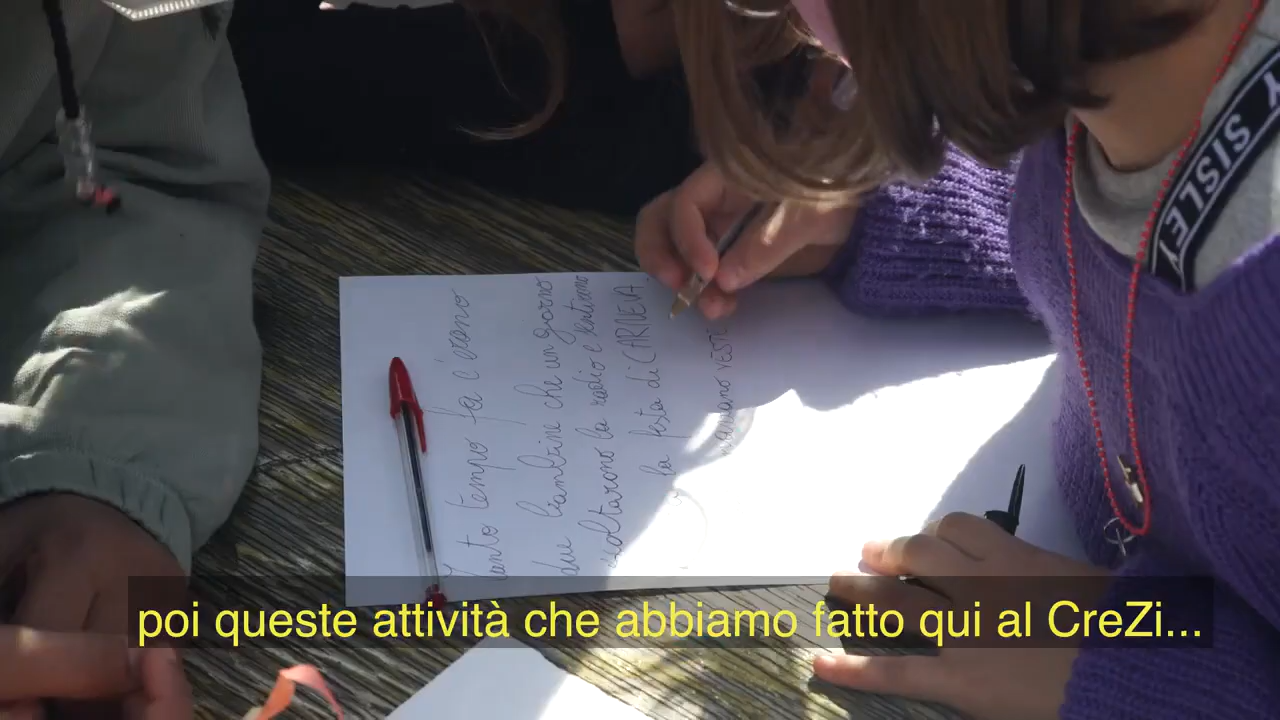 Tanto tempo fa c'erano
due bambine che un giorno
ascoltarono la radio e sentirono
la festa di CARNEVA
SISLEY
poi queste attività che abbiamo fatto qui al CreZi...